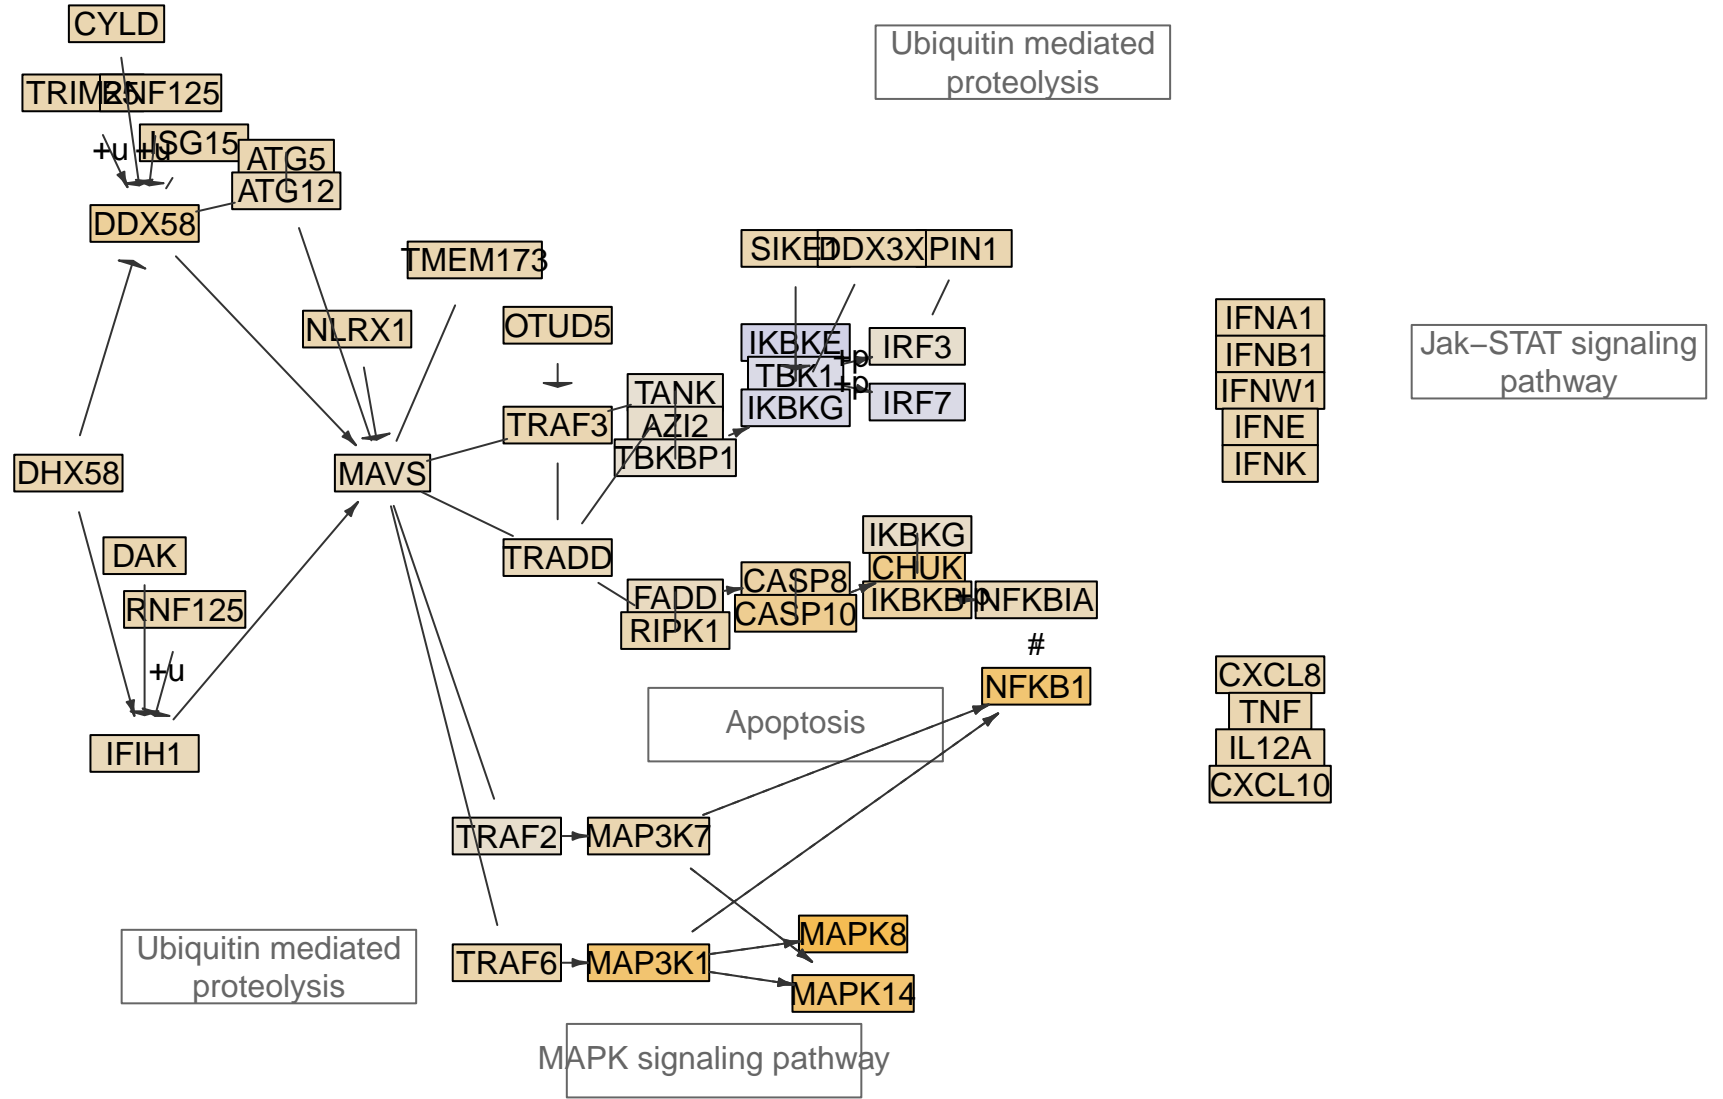 CYLD
Ubiquitin mediated
proteolysis
TRIM25
RNF125
ISG15
+u
+u
ATG5
ATG12
DDX58
TMEM173
SIKE1
DDX3X
PIN1
NLRX1
OTUD5
IKBKE
TBK1
IKBKG
+p
+p
IRF3
IRF7
IFNA1
IFNB1
IFNW1
IFNE
IFNK
Jak−STAT signaling
pathway
TANK
AZI2
TBKBP1
TRAF3
DHX58
MAVS
DAK
RNF125
+u
IFIH1
TRADD
FADD
RIPK1
CASP8
CASP10
IKBKG
CHUK
IKBKB
+p
NFKBIA
#
NFKB1
CXCL8
TNF
IL12A
CXCL10
Apoptosis
TRAF2
MAP3K7
TRAF6
MAP3K1
MAPK8
MAPK14
Ubiquitin mediated
proteolysis
MAPK signaling pathway